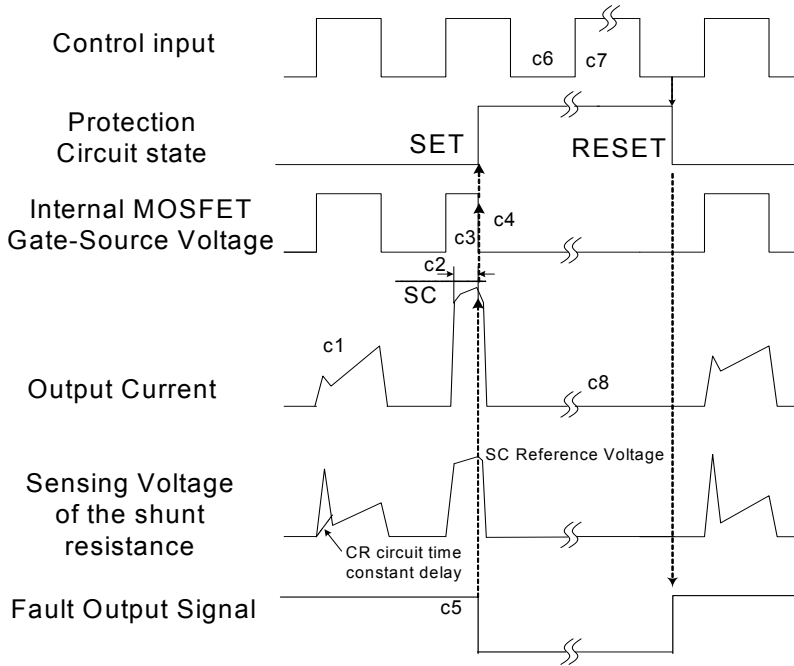 Control input
c6
c7
Protection
Circuit state
SET
RESET
Internal MOSFET
Gate-Source Voltage
c3
c4
c2
SC
c1
Output Current
c8
SC Reference Voltage
Sensing Voltage
of the shunt
resistance
CR circuit time
constant delay
Fault Output Signal
c5